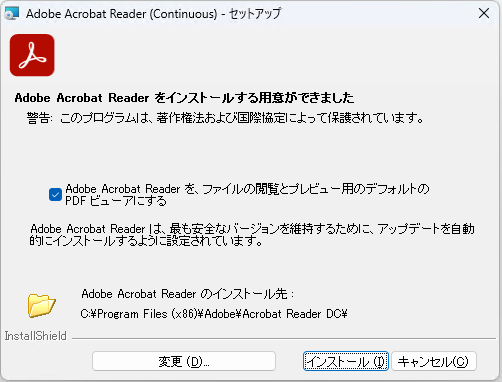 Adobe Acrobat Reader (Continuous) - セットアップ
Adobe Acrobat Reader をインストールする用意ができました
警告: このプログラムは、著作権法および国際協定によって保護されています。
Adobe Acrobat Reader を、ファイルの閲覧とプレビュー用のデフォルトの
PDF ビューアにする
Adobe Acrobat Reader は、最も安全なバージョンを維持するために、アップデートを自動
的にインストールするように設定されています。
Adobe Acrobat Reader のインストール先 :
C:¥Program Files (x86)¥Adobe¥Acrobat Reader DC¥
InstallShield
変更 (D)...
インストール (I)
キャンセル(C)